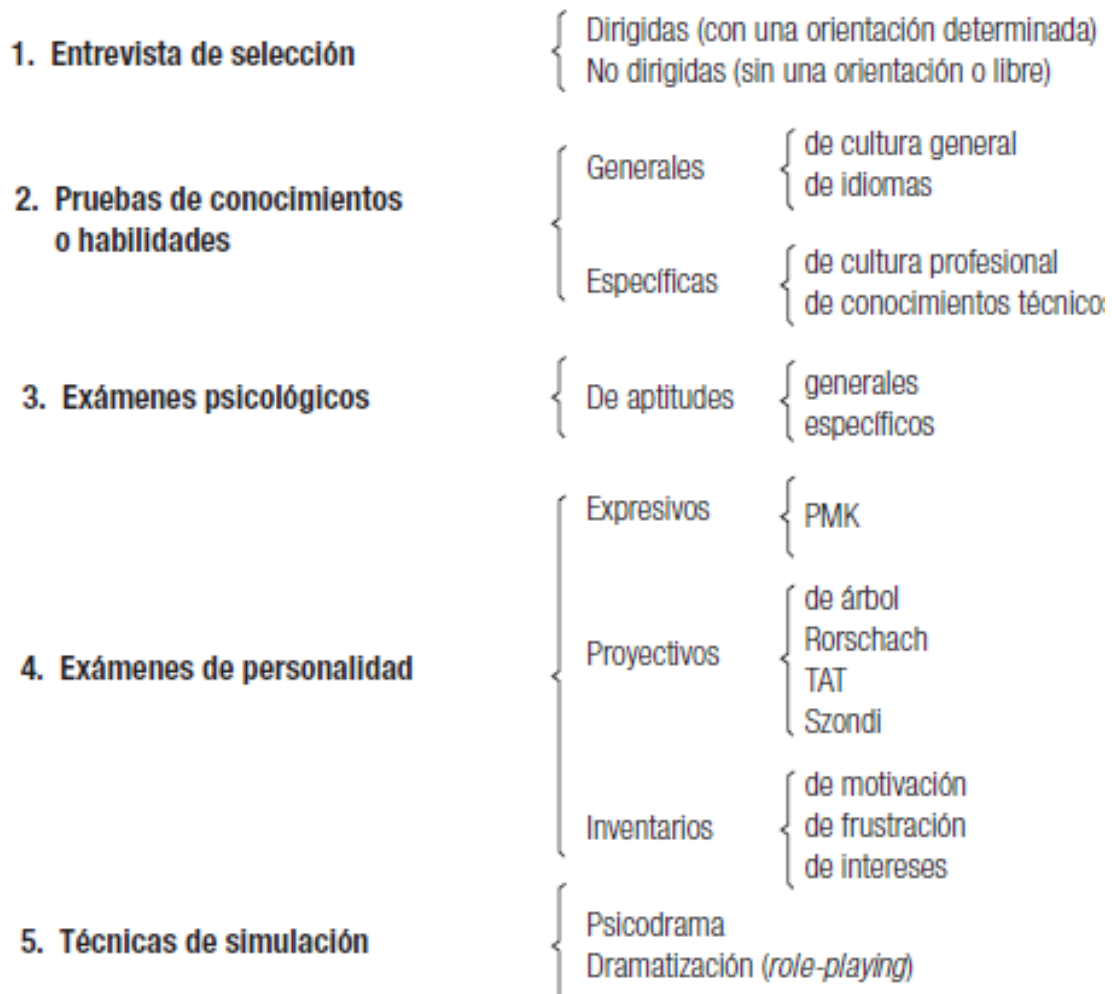 1. Entrevista de selección
Dirigidas (con una orientación determinada)
No dirigidas (sin una orientación o libre)
2. Pruebas de conocimientos
o habilidades
Generales
de cultura general
de idiomas
Específicas
de cultura profesional
de conocimientos técnicos
3. Exámenes psicológicos
De aptitudes
generales
específicos
4. Exámenes de personalidad
Expresivos
PMK
Proyectivos
de árbol
Rorschach
TAT
Szondi
Inventarios
de motivación
de frustración
de intereses
5. Técnicas de simulación
Psicodrama
Dramatización (role-playing)